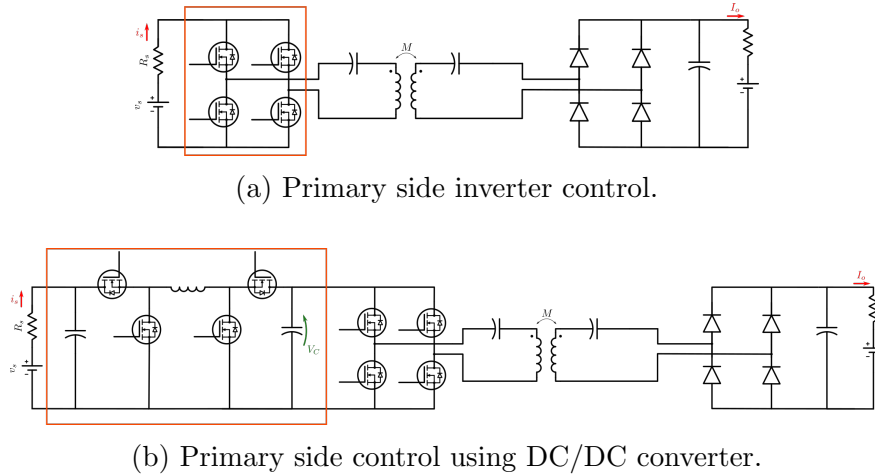 i_s
M
I_o
R_s
+
+
v_s
-
-
(a) Primary side inverter control.
i_s
M
I_o
R_s
V_C
+
+
v_s
-
-
(b) Primary side control using DC/DC converter.